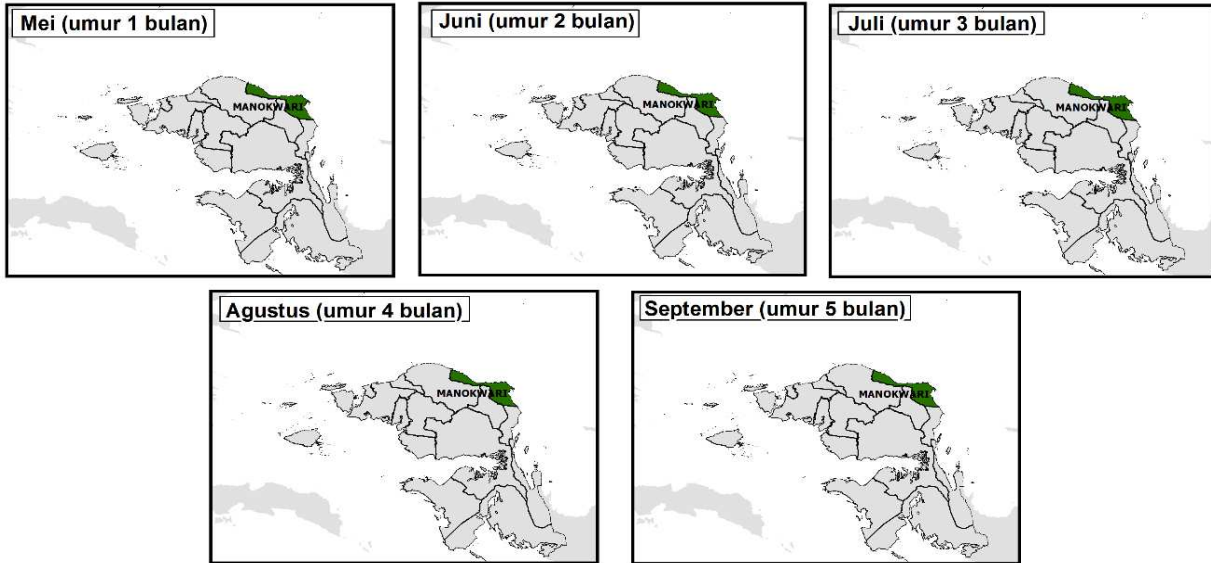 Mei (umur 1 bulan)
MANOKWARI
Juni (umur 2 bulan)
MANOKWARI
Juli (umur 3 bulan)
MANOKWARI
Agustus (umur 4 bulan)
MANOKWARI
September (umur 5 bulan)
MANOKWARI